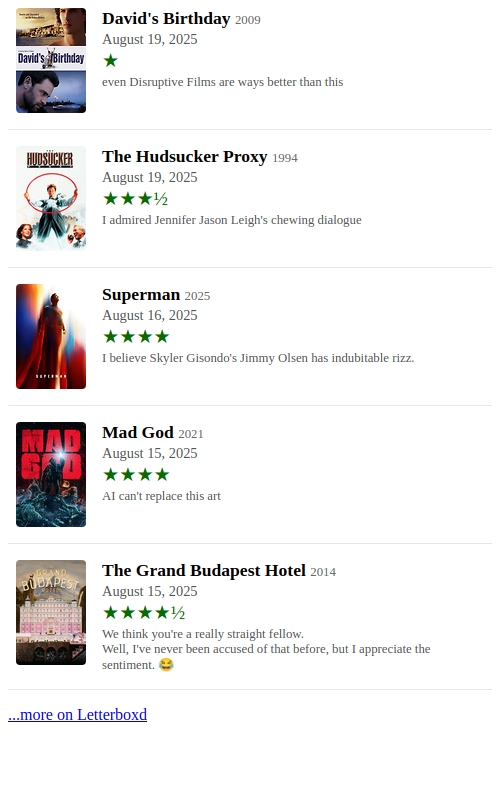 David's Birthday
David's Birthday 2009
August 19, 2025
★
even Disruptive Films are ways better than this
THE
HUDSUCKER
The Hudsucker Proxy 1994
August 19, 2025
★★★½
I admired Jennifer Jason Leigh's chewing dialogue
SUPERMAN
Superman 2025
August 16, 2025
★★★★
I believe Skyler Gisondo's Jimmy Olsen has indubitable rizz.
MAD
GOD
Mad God 2021
August 15, 2025
★★★★
AI can't replace this art
GRAND
BUDAPEST
The Grand Budapest Hotel 2014
August 15, 2025
★★★★½
We think you're a really straight fellow.
Well, I've never been accused of that before, but I appreciate the
sentiment. 😂
...more on Letterboxd